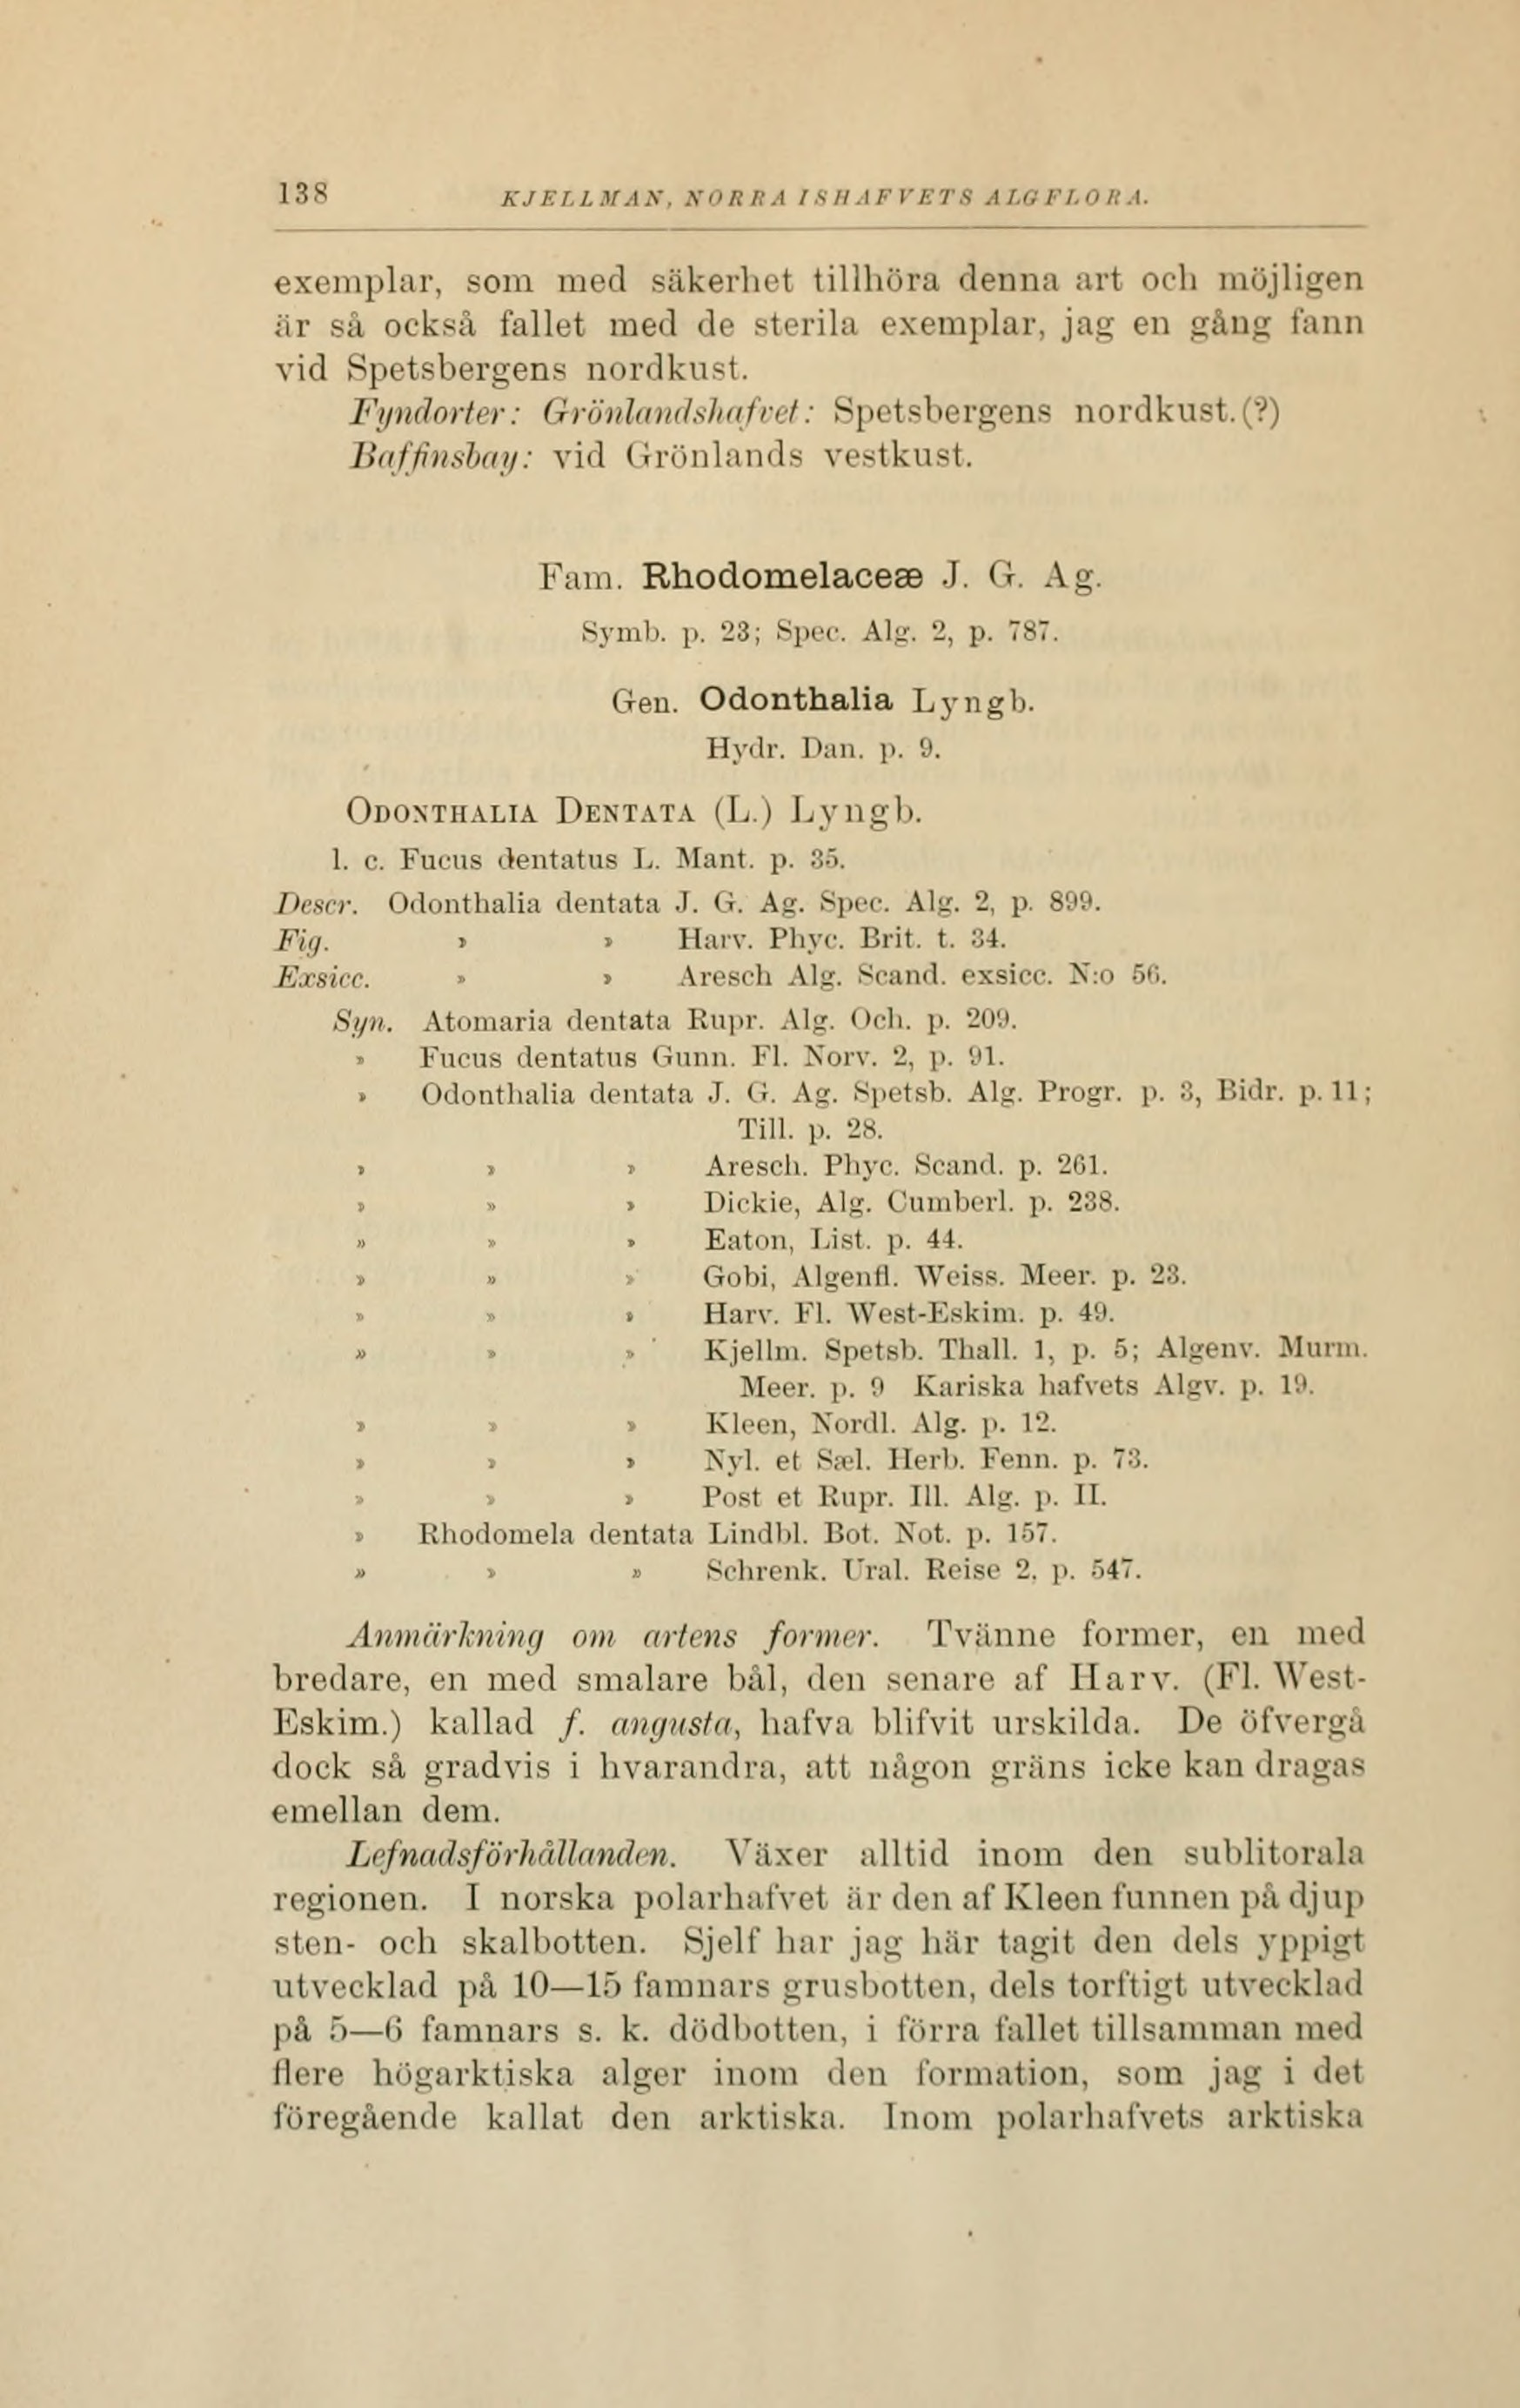 138 KJELLMAN, NORRA ISHAFVETS ALGFLORA.
exemplar, som med säkerhet tillhöra denna art och möjligen
är så också fallet med de sterila exemplar, jag en gång fann
vid Spetsbergens nordkust.
Fyndorter: Grönlandshafvet: Spetsbergens nordkust. (?)
Baffinsbay: vid Grönlands vestkust.
Fam. Rhodomelaceæ J. G. Ag.
Symb. p. 23; Spec. Alg. 2, p. 787.
Gen. Odonthalia Lyngb.
Hydr. Dan. p. 9.
ODONTHALIA DENTATA (L.) Lyngb.
l. c. Fucus dentatus L. Mant. p. 35.
Descr. Odonthalia dentata J. G. Ag. Spec. Alg. 2, p. 899.
Fig. » » Harv. Phyc. Brit. t. 34.
Exsicc. » » Aresch Alg. Scand. exsicc. N:o 56.
Syn. Atomaria dentata Rupr. Alg. Och. p. 209.
» Fucus dentatus Gunn. Fl. Norv. 2, p. 91.
» Odonthalia dentata J. G. Ag. Spetsb. Alg. Progr. p. 3, Bidr. p. 11;
Till. p. 28.
» » » Aresch. Phyc. Scand. p. 261.
» » » Dickie, Alg. Cumberl. p. 238.
» » » Eaton, List. p. 44.
» » » Gobi, Algenfl. Weiss. Meer. p. 23.
» » » Harv. Fl. West-Eskim. p. 49.
» » » Kjellm. Spetsb. Thall. 1, p. 5; Algenv. Murm.
Meer. p. 9 Kariska hafvets Algv. p. 19.
» » » Kleen, Nordl. Alg. p. 12.
» » » Nyl. et Sæl. Herb. Fenn. p. 73.
» » » Post et Rupr. Ill. Alg. p. II.
» Rhodomela dentata Lindbl. Bot. Not. p. 157.
» » » Schrenk. Ural. Reise 2, p. 547.
Anmärkning om artens former. Tvänne former, en med
bredare, en med smalare bål, den senare af Harv. (Fl. West-
Eskim.) kallad f. angusta, hafva blifvit urskilda. De öfvergå
dock så gradvis i hvarandra, att någon gräns icke kan dragas
emellan dem.
Lefnadsförhållanden. Växer alltid inom den sublitorala
regionen. I norska polarhafvet är den af Kleen funnen på djup
sten- och skalbotten. Sjelf har jag här tagit den dels yppigt
utvecklad på 10—15 famnars grusbotten, dels torftigt utvecklad
på 5—6 famnars s. k. dödbotten, i förra fallet tillsamman med
flere högarktiska alger inom den formation, som jag i det
föregående kallat den arktiska. Inom polarhafvets arktiska